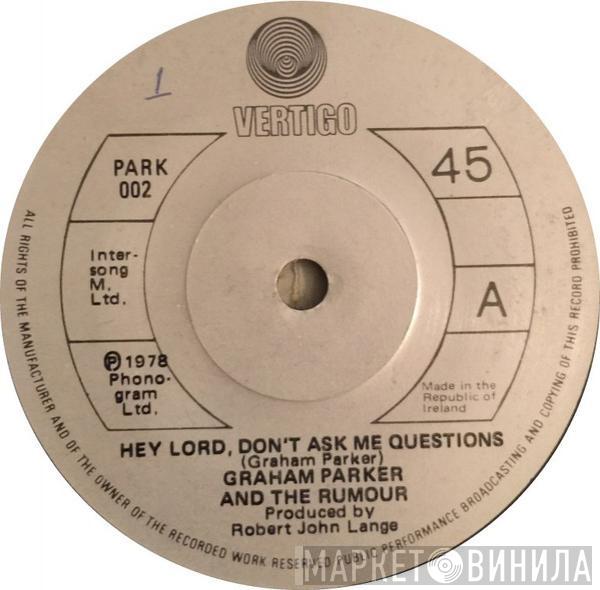 1
VERTIGO
PARK
002
45
Inter-
song
M.
Ltd.
A
℗ 1978
Phono-
gram
Ltd.
Made in the
Republic of
Ireland
HEY LORD, DON'T ASK ME QUESTIONS
(Graham Parker)
GRAHAM PARKER
AND THE RUMOUR
Produced by
Robert John Lange
ALL RIGHTS OF THE MANUFACTURER AND OF THE OWNER OF THE RECORDED WORK RESERVED PUBLIC PERFORMANCE BROADCASTING AND COPYING OF THIS RECORD PROHIBITED
МАРКЕТ ВИНИЛА